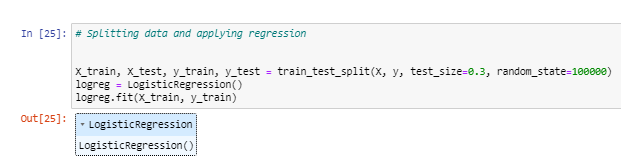 In [25]:
# Splitting data and applying regression
X_train, X_test, y_train, y_test = train_test_split(X, y, test_size=0.3, random_state=100000)
logreg = LogisticRegression()
logreg.fit(X_train, y_train)
Out[25]:
LogisticRegression
LogisticRegression()